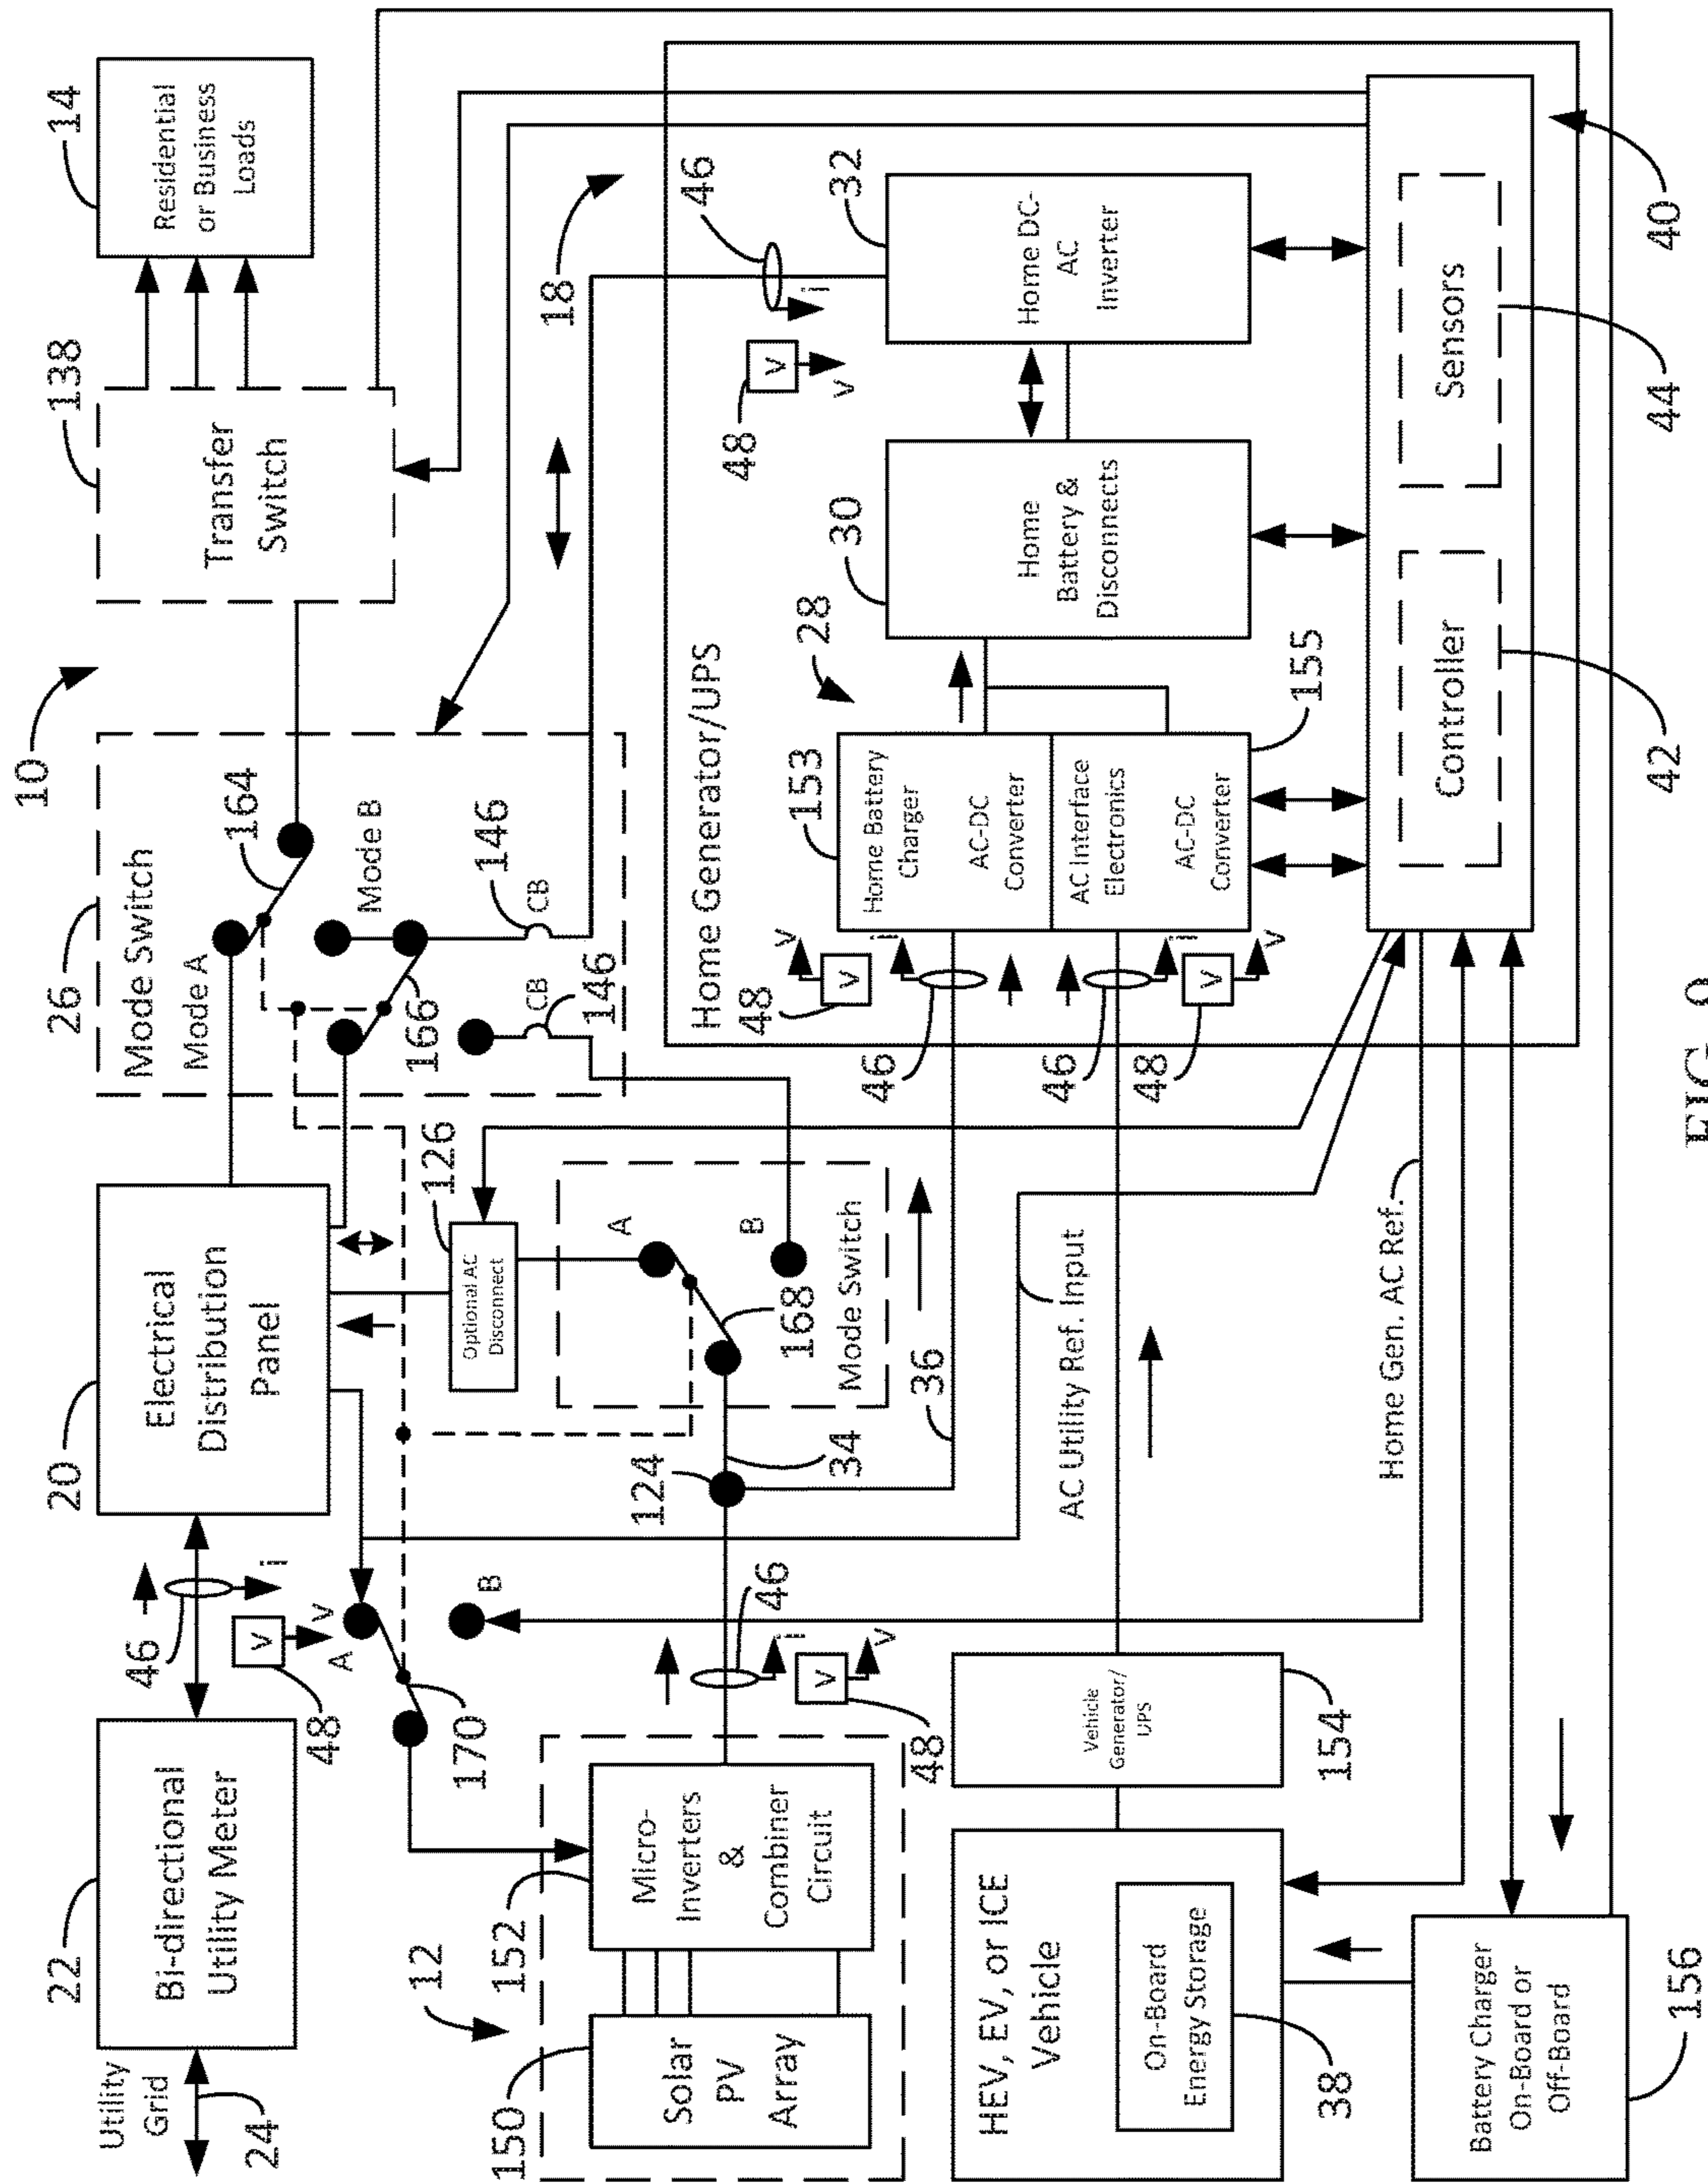 10
Utility
Grid
24
22
Bi-directional
Utility Meter
46
i
48
V
V
20
Electrical
Distribution
Panel
26
Mode Switch
Mode A
164
Mode B
166
146
CB
146
CB
138
Transfer
Switch
14
Residential
or Business
Loads
A
B
170
126
Optional AC
Disconnect
A
B
168
Mode Switch
12
150
Solar
PV
Array
152
Micro-
Inverters
&
Combiner
Circuit
46
i
48
V
V
124
34
36
18
46
i
48
V
V
Home Generator/UPS
28
153
Home Battery
Charger
AC-DC
Converter
AC Interface
Electronics
AC-DC
Converter
155
48
V
V
46
i
46
i
48
V
V
30
Home
Battery &
Disconnects
32
Home DC-
AC
Inverter
HEV, EV, or ICE
Vehicle
On-Board
Energy Storage
38
Vehicle
Generator/
UPS
154
AC Utility Ref. Input
Home Gen. AC Ref.
Controller
42
Sensors
44
40
Battery Charger
On-Board or
Off-Board
156